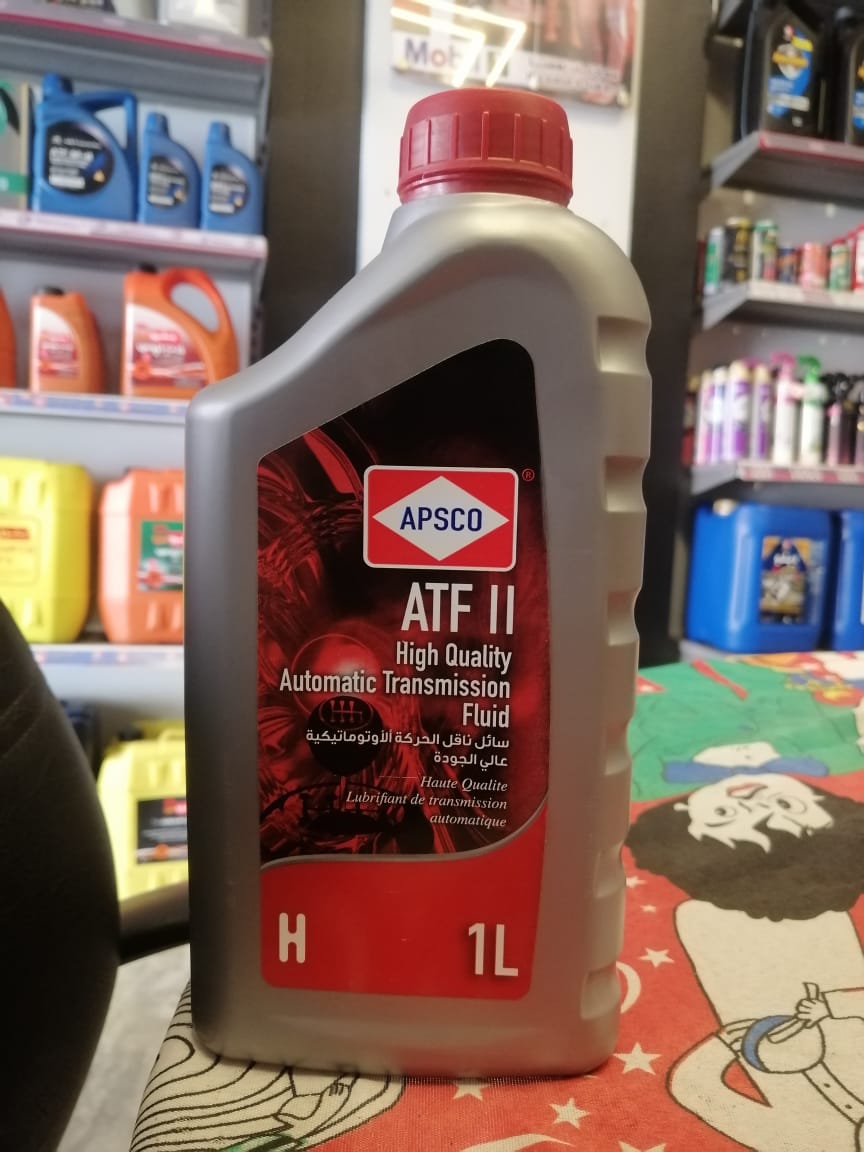 Mobil
APSCO
®
ATF II
High Quality
Automatic Transmission
Fluid
سائل ناقل الحركة الأوتوماتيكية
عالي الجودة
Haute Qualite
Lubrifiant de transmission
automatique
H
1L